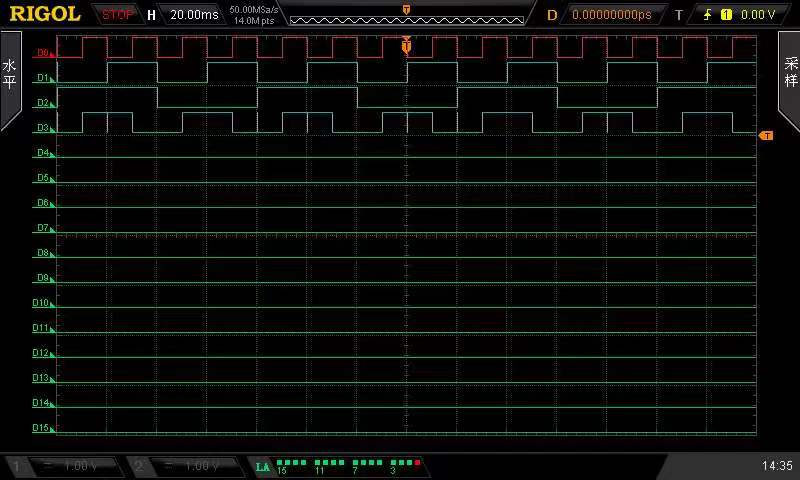 RIGOL STOP H 20.00ms 50.00MSa/s D 0.00000000ps T 1 0.00 V
14.0M pts
T
T
水平
采样
D0
D1
D2
D3
T
D4
D5
D6
D7
D8
D9
D10
D11
D12
D13
D14
D15
1 = 1.00 V 2 = 1.00 V LA 15 11 7 3 14:35